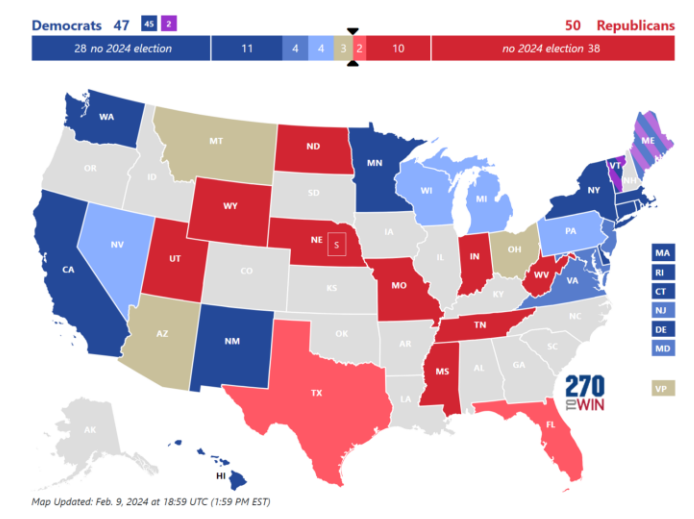 Democrats 47 45 2 50 Republicans
28 no 2024 election 11 4 4 3 2 10 no 2024 election 38
WA
MT
ND
MN
ME
OR
ID
VT
NH
SD
WI
MI
NY
WY
IA
PA
NE S
NV
OH
IL
IN
UT
MA
CO
WV
CA
RI
KS
MO
VA
KY
CT
NJ
NC
TN
DE
AZ
OK
NM
AR
SC
MD
MS
AL
GA
270
TO WIN
VP
TX
LA
AK
FL
HI
Map Updated: Feb. 9, 2024 at 18:59 UTC (1:59 PM EST)